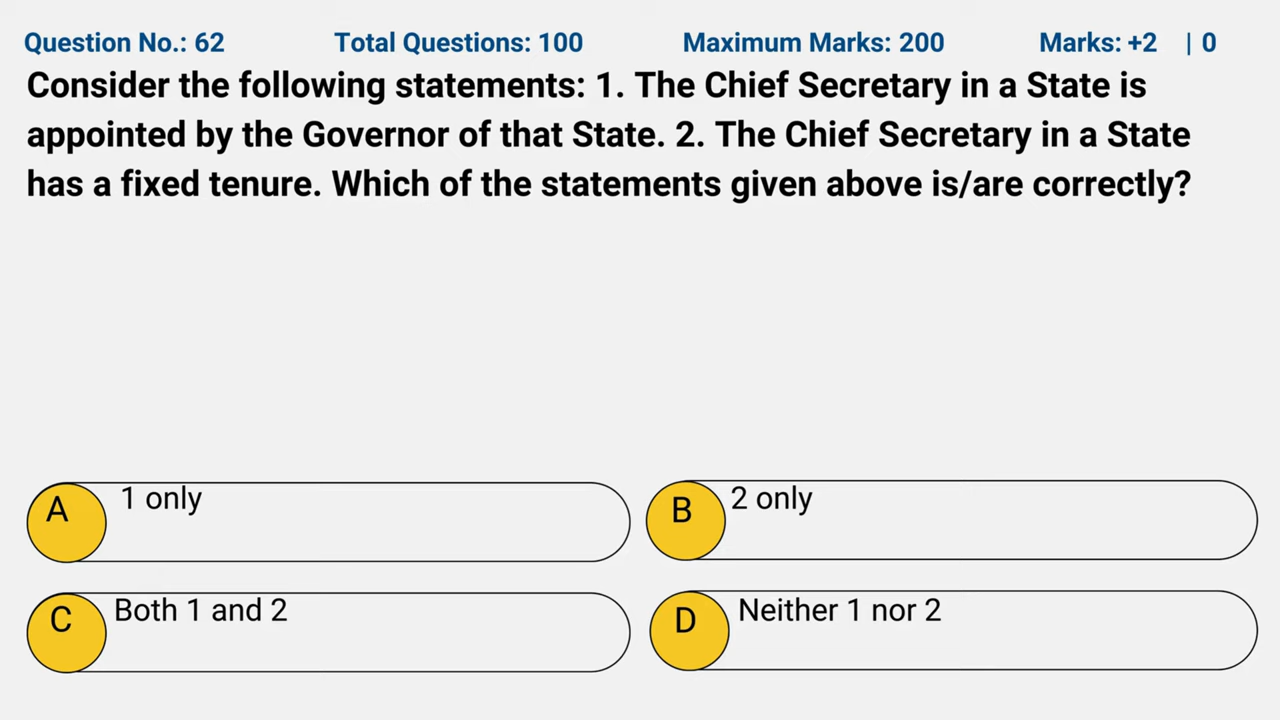 Question No.: 62 Total Questions: 100 Maximum Marks: 200 Marks: +2 | 0
Consider the following statements: 1. The Chief Secretary in a State is
appointed by the Governor of that State. 2. The Chief Secretary in a State
has a fixed tenure. Which of the statements given above is/are correctly?
A 1 only
B 2 only
C Both 1 and 2
D Neither 1 nor 2